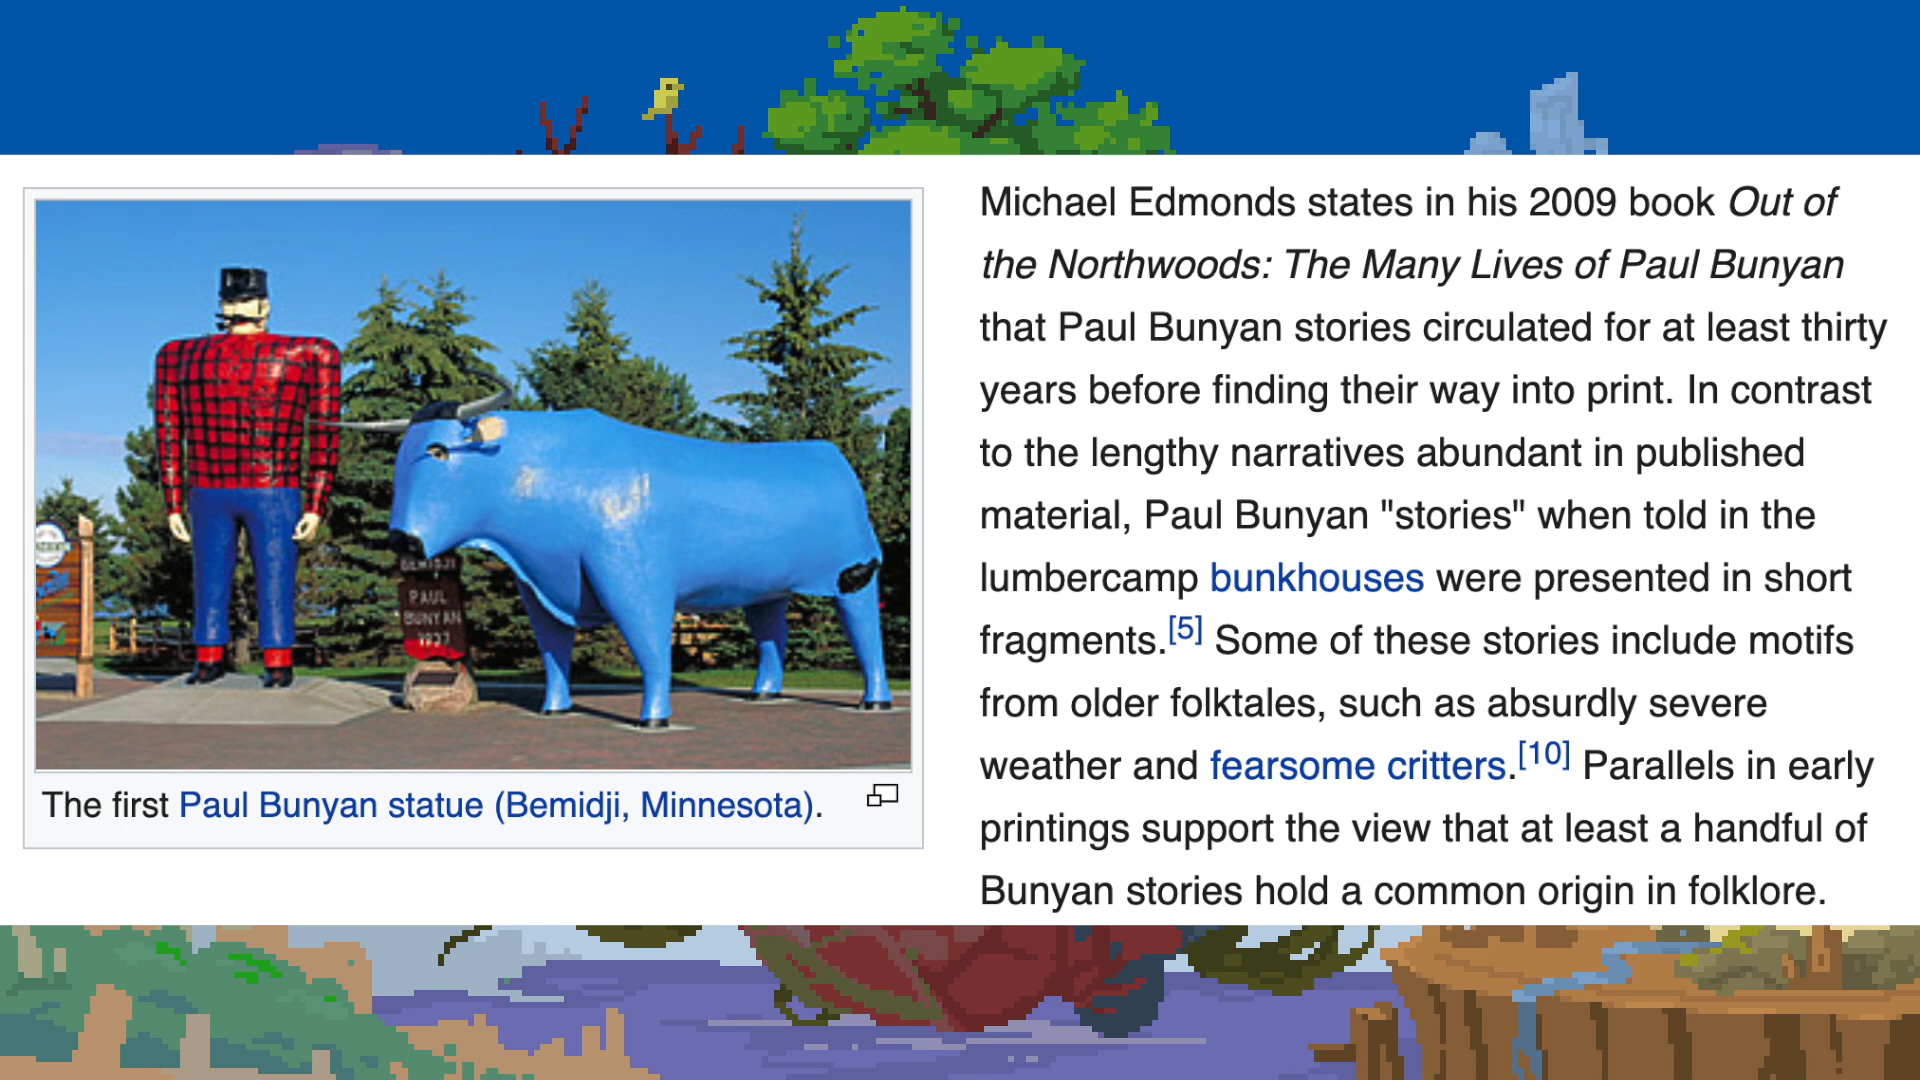 Michael Edmonds states in his 2009 book Out of
the Northwoods: The Many Lives of Paul Bunyan
that Paul Bunyan stories circulated for at least thirty
years before finding their way into print. In contrast
to the lengthy narratives abundant in published
material, Paul Bunyan "stories" when told in the
lumbercamp bunkhouses were presented in short
fragments.[5] Some of these stories include motifs
from older folktales, such as absurdly severe
weather and fearsome critters.[10] Parallels in early
printings support the view that at least a handful of
Bunyan stories hold a common origin in folklore.
BEMIDJI
PAUL
BUNYAN
1937
The first Paul Bunyan statue (Bemidji, Minnesota).